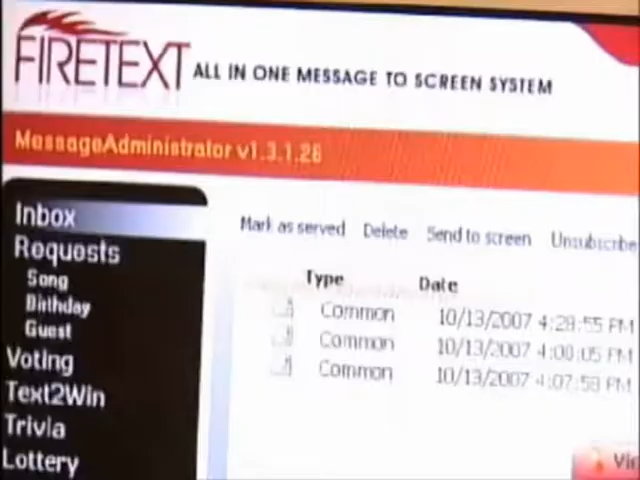 FIRETEXT ALL IN ONE MESSAGE TO SCREEN SYSTEM
MessageAdministrator v1.3.1.26
Inbox
Requests
Song
Birthday
Guest
Voting
Text2Win
Trivia
Lottery
Mark as served Delete Send to screen Unsubscribe
Type Date
Common 10/13/2007 4:28:55 PM
Common 10/13/2007 4:08:05 PM
Common 10/13/2007 4:07:58 PM